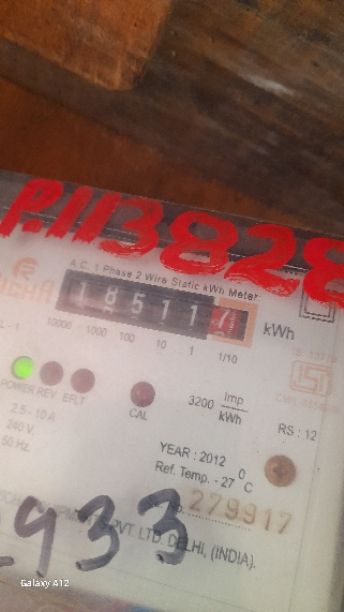 P.113828
A.C. 1 Phase 2 Wire Static kWh Meter
185117 kWh
10000 1000 100 10 1 1/10
POWER REV EFLT
CAL
3200 Imp/kWh
RS : 12
2.5 - 10 A
240 V.
50 Hz.
YEAR : 2012
Ref. Temp. - 27 °C
279917
PVT. LTD. DELHI, (INDIA).
933
Galaxy A12